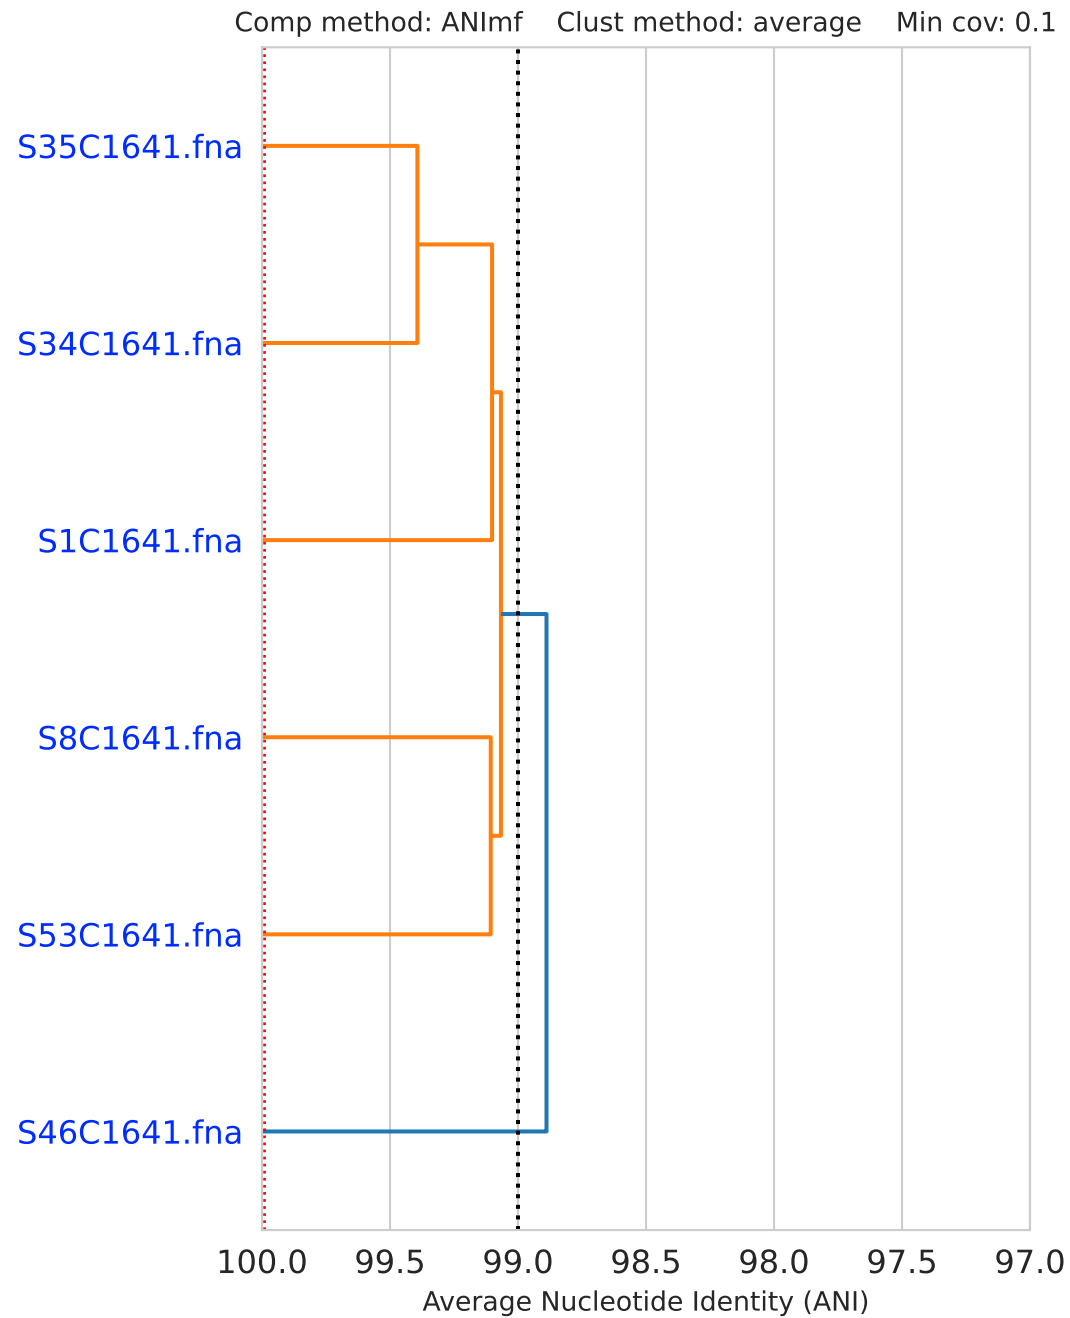 Comp method: ANImf    Clust method: average    Min cov: 0.1
S35C1641.fna
S34C1641.fna
S1C1641.fna
S8C1641.fna
S53C1641.fna
S46C1641.fna
100.0 99.5 99.0 98.5 98.0 97.5 97.0
Average Nucleotide Identity (ANI)